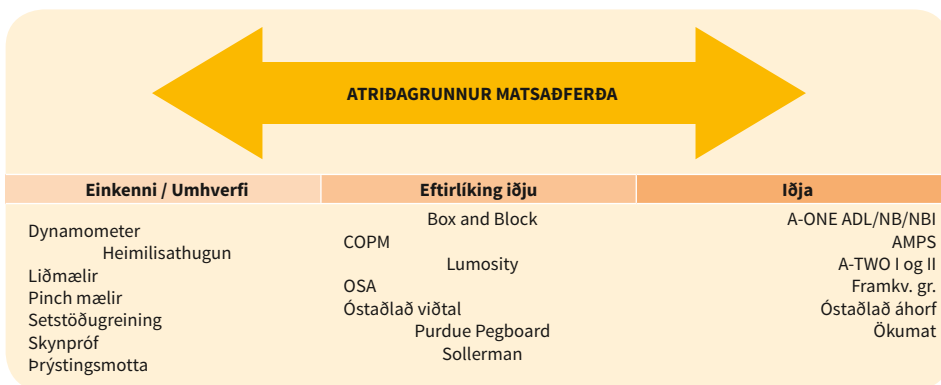 ATRIÐAGRUNNUR MATSAÐFERÐA
Einkenni / Umhverfi
Dynamometer
Heimilisathugun
Liðmælir
Pinch mælir
Setstöðugreining
Skynpróf
Þrýstingsmotta
Eftirlíking iðju
Box and Block
COPM
Lumosity
OSA
Óstaðlað viðtal
Purdue Pegboard
Sollerman
Iðja
A-ONE ADL/NB/NBI
AMPS
A-TWO I og II
Framkv. gr.
Óstaðlað áhorf
Ökumat